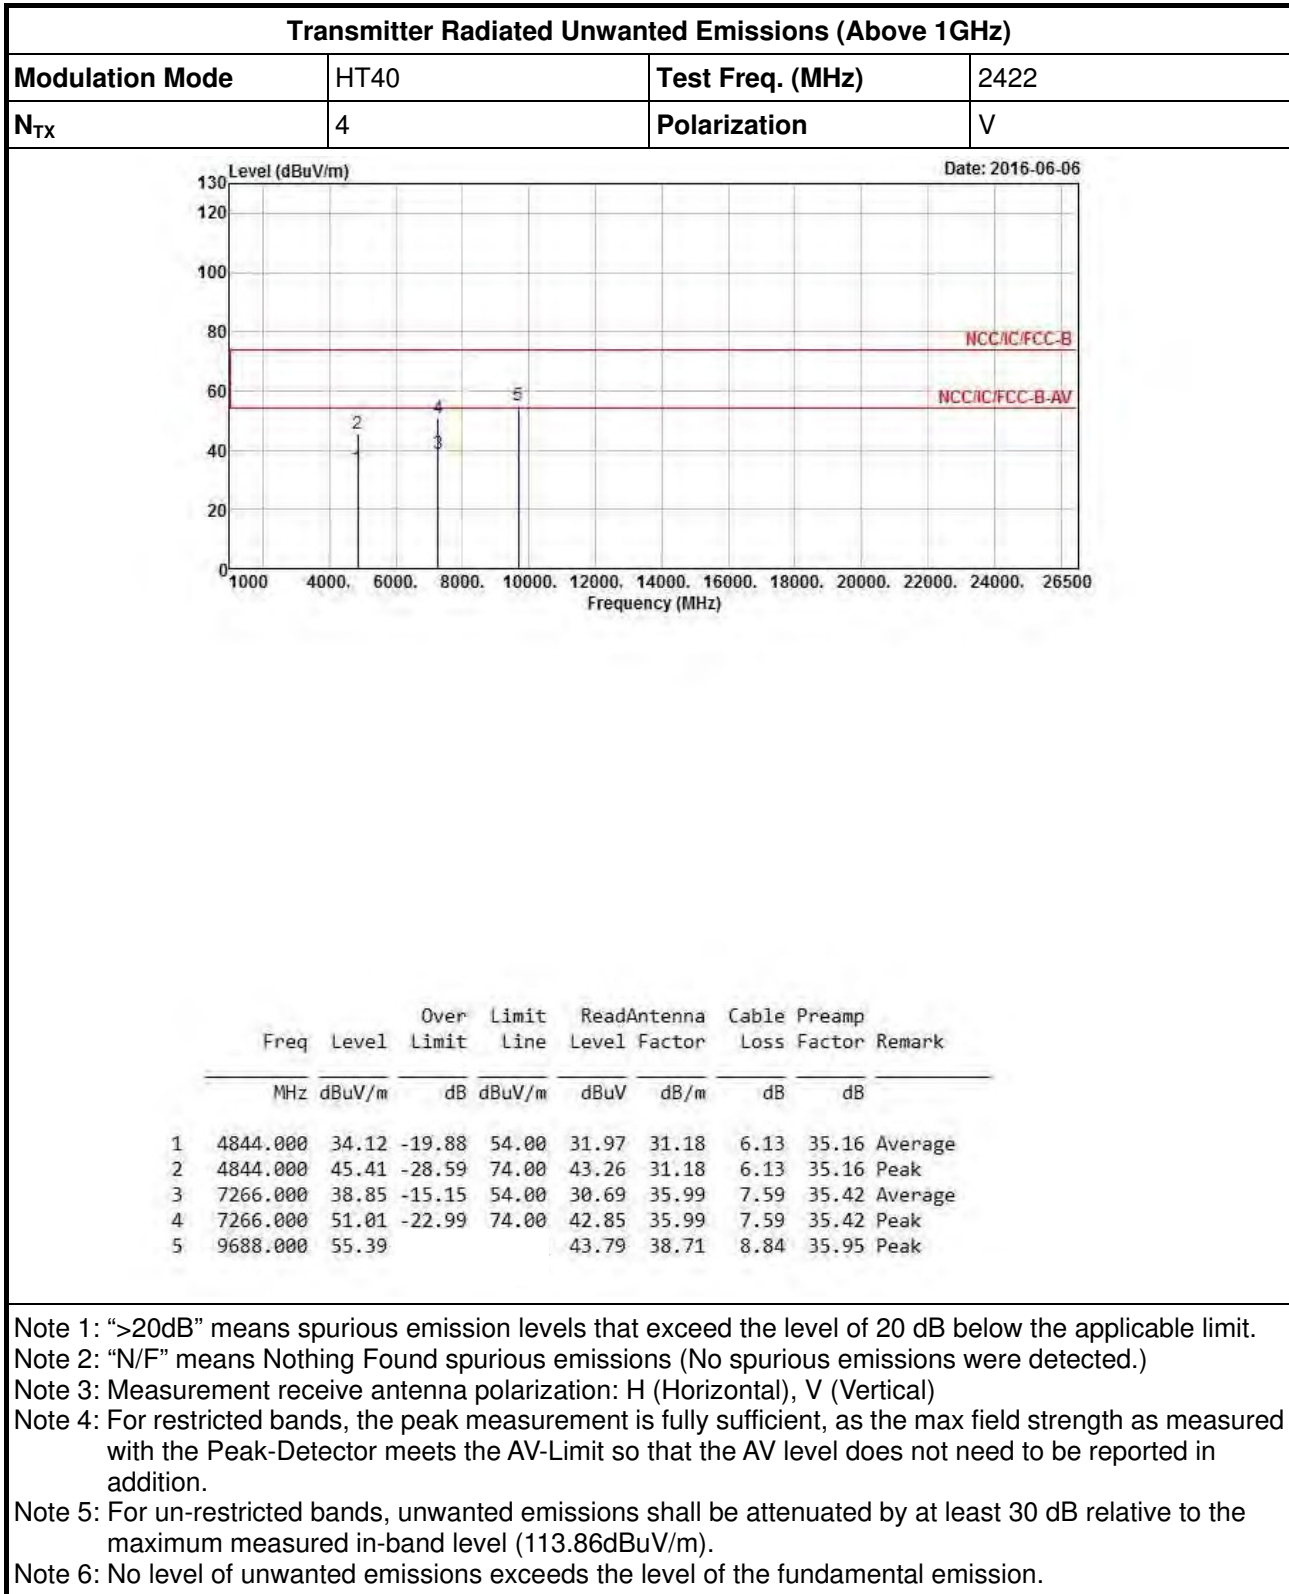 Transmitter Radiated Unwanted Emissions (Above 1GHz)
Modulation Mode HT40 Test Freq. (MHz) 2422
NTX 4 Polarization V
Level (dBuV/m) Date: 2016-06-06
130
120
100
80
NCC/IC/FCC-B
60
5
NCC/IC/FCC-B-AV
4
2
3
40
20
0
1000 4000. 6000. 8000. 10000. 12000. 14000. 16000. 18000. 20000. 22000. 24000. 26500
Frequency (MHz)
Over Limit ReadAntenna Cable Preamp
Freq Level Limit Line Level Factor Loss Factor Remark
MHz dBuV/m dB dBuV/m dBuV dB/m dB dB
1 4844.000 34.12 -19.88 54.00 31.97 31.18 6.13 35.16 Average
2 4844.000 45.41 -28.59 74.00 43.26 31.18 6.13 35.16 Peak
3 7266.000 38.85 -15.15 54.00 30.69 35.99 7.59 35.42 Average
4 7266.000 51.01 -22.99 74.00 42.85 35.99 7.59 35.42 Peak
5 9688.000 55.39 43.79 38.71 8.84 35.95 Peak
Note 1: “>20dB” means spurious emission levels that exceed the level of 20 dB below the applicable limit.
Note 2: “N/F” means Nothing Found spurious emissions (No spurious emissions were detected.)
Note 3: Measurement receive antenna polarization: H (Horizontal), V (Vertical)
Note 4: For restricted bands, the peak measurement is fully sufficient, as the max field strength as measured
with the Peak-Detector meets the AV-Limit so that the AV level does not need to be reported in
addition.
Note 5: For un-restricted bands, unwanted emissions shall be attenuated by at least 30 dB relative to the
maximum measured in-band level (113.86dBuV/m).
Note 6: No level of unwanted emissions exceeds the level of the fundamental emission.